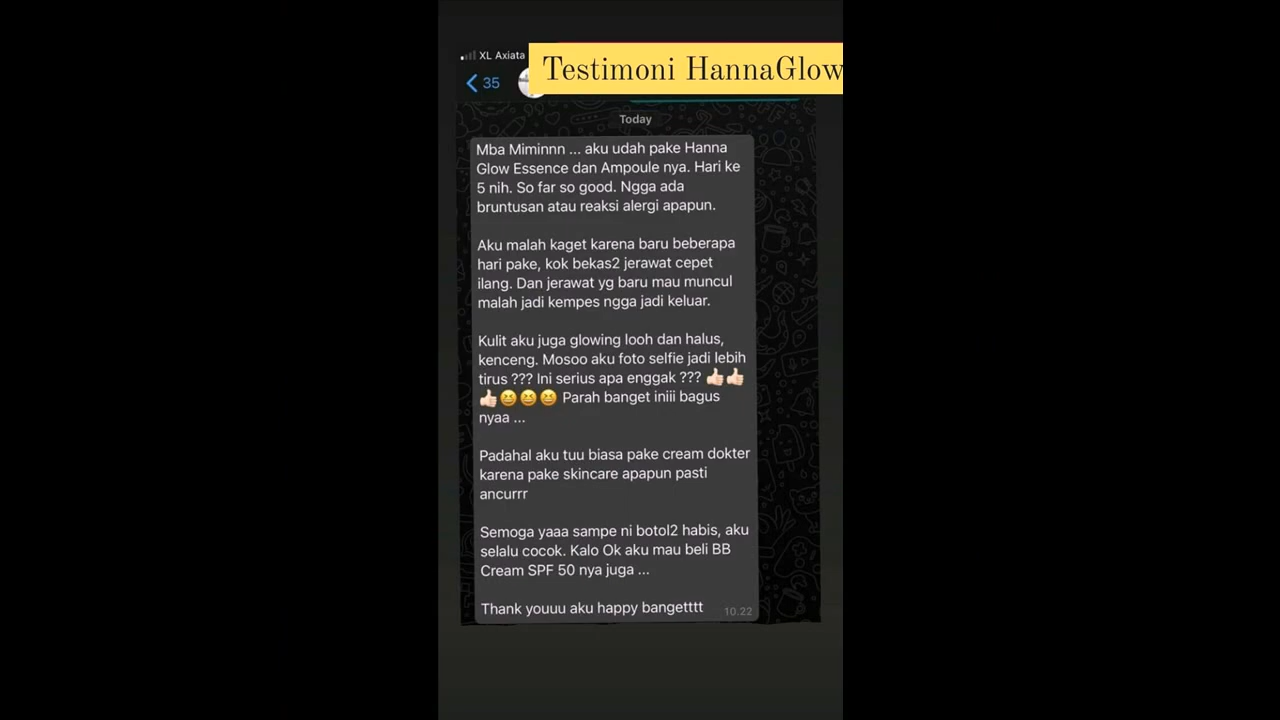 XL Axiata
Testimoni HannaGlow
35
Today
Mba Miminnn ... aku udah pake Hanna
Glow Essence dan Ampoule nya. Hari ke
5 nih. So far so good. Ngga ada
bruntusan atau reaksi alergi apapun.
Aku malah kaget karena baru beberapa
hari pake, kok bekas2 jerawat cepet
ilang. Dan jerawat yg baru mau muncul
malah jadi kempes ngga jadi keluar.
Kulit aku juga glowing looh dan halus,
kenceng. Mosoo aku foto selfie jadi lebih
tirus ??? Ini serius apa enggak ??? 👍🏻👍🏻
👍🏻😆😆😆 Parah banget iniii bagus
nyaa ...
Padahal aku tuu biasa pake cream dokter
karena pake skincare apapun pasti
ancurrr
Semoga yaaa sampe ni botol2 habis, aku
selalu cocok. Kalo Ok aku mau beli BB
Cream SPF 50 nya juga ...
Thank youuu aku happy bangetttt
10.22